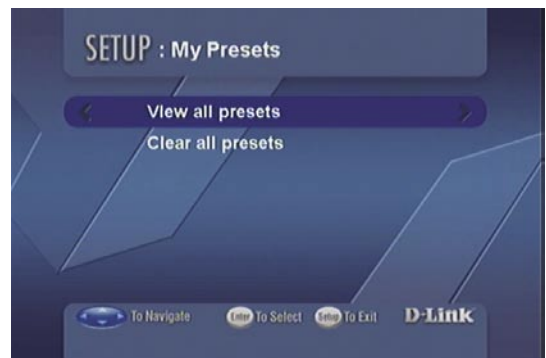 SETUP : My Presets
View all presets
Clear all presets
To Navigate Enter To Select Setup To Exit D-Link